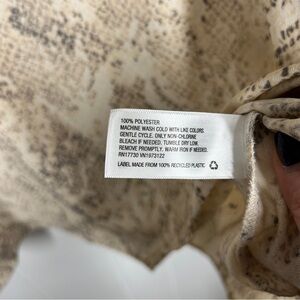 100% POLYESTER
MACHINE WASH COLD WITH LIKE COLORS
GENTLE CYCLE. ONLY NON-CHLORINE
BLEACH IF NEEDED. TUMBLE DRY LOW.
REMOVE PROMPTLY. WARM IRON IF NEEDED.
RN17730 VN1973122
LABEL MADE FROM 100% RECYCLED PLASTIC